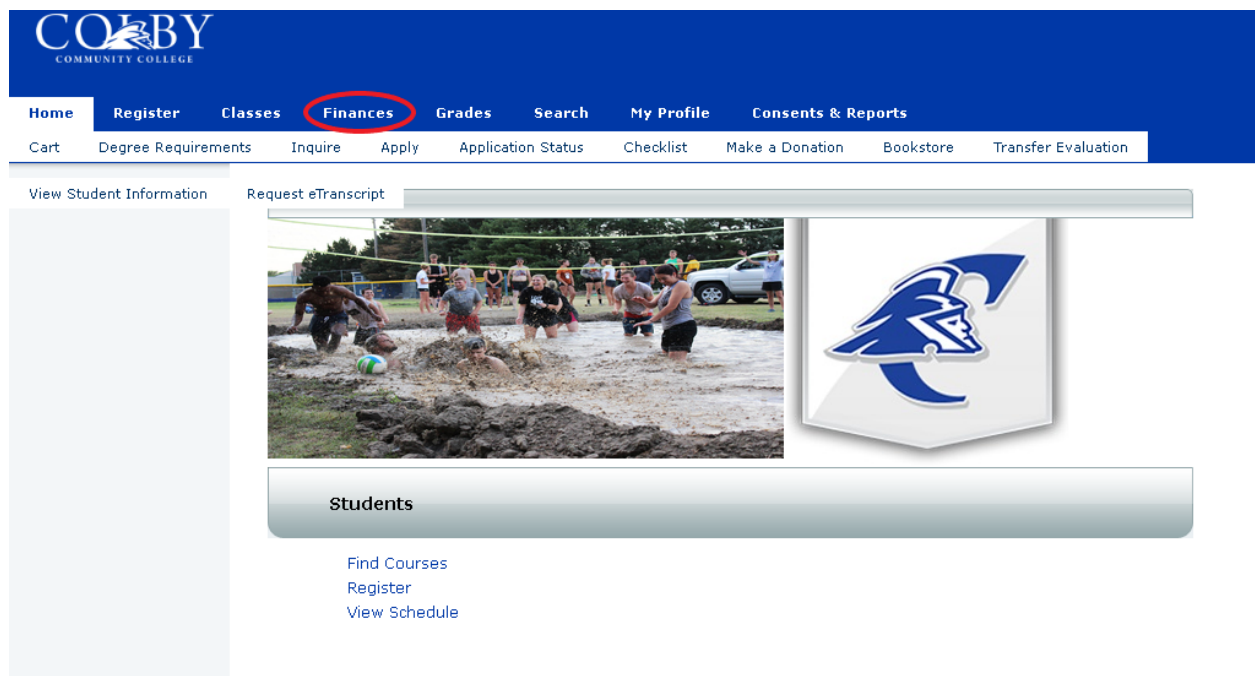 COLBY
COMMUNITY COLLEGE
Home Register Classes Finances Grades Search My Profile Consents & Reports
Cart Degree Requirements Inquire Apply Application Status Checklist Make a Donation Bookstore Transfer Evaluation
View Student Information Request eTranscript
Students
Find Courses
Register
View Schedule